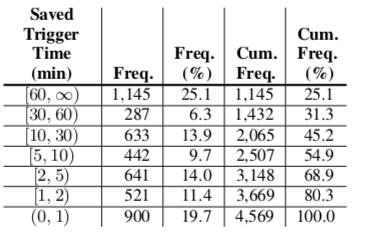 Saved
Trigger Cum.
Time Freq. Cum. Freq.
(min) Freq. (%) Freq. (%)
[60, ∞) 1,145 25.1 1,145 25.1
[30, 60) 287 6.3 1,432 31.3
[10, 30) 633 13.9 2,065 45.2
[5, 10) 442 9.7 2,507 54.9
[2, 5) 641 14.0 3,148 68.9
[1, 2) 521 11.4 3,669 80.3
(0, 1) 900 19.7 4,569 100.0